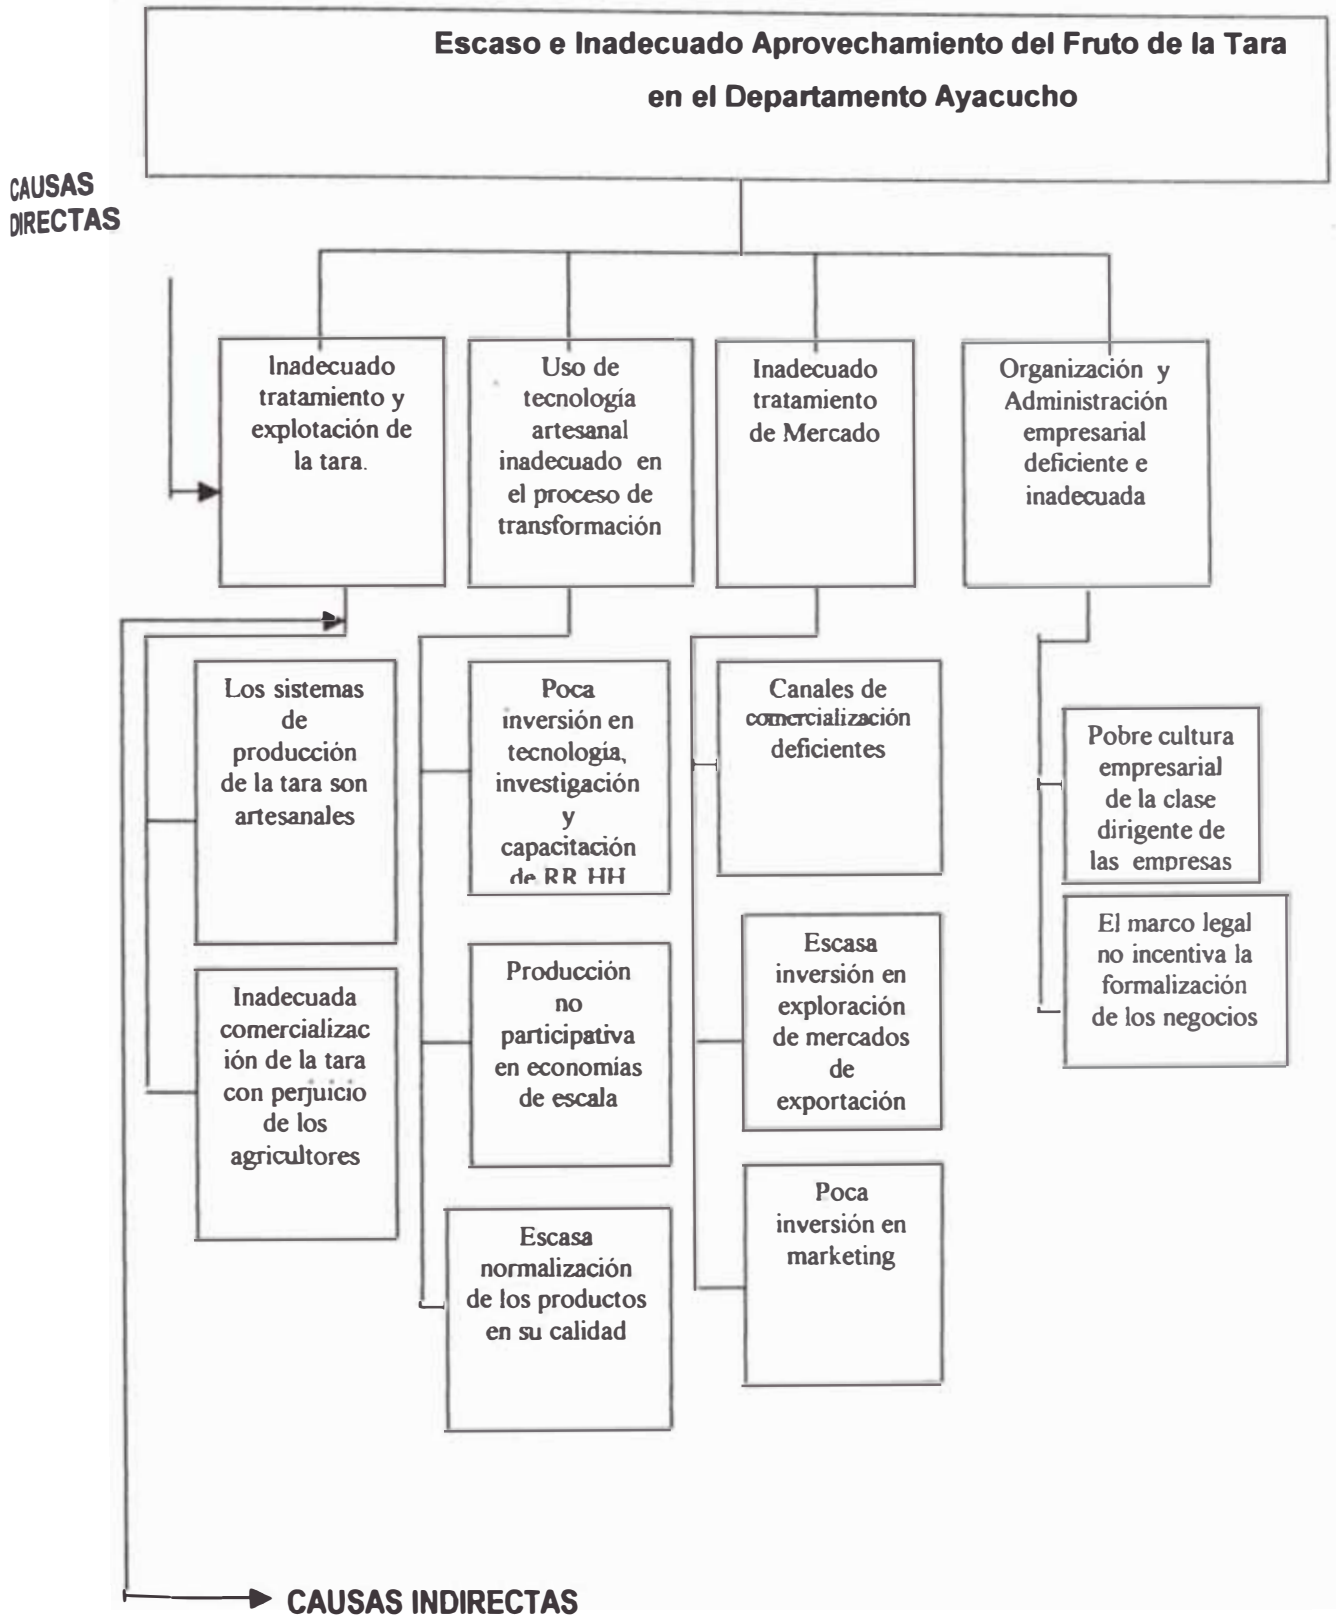 Escaso e Inadecuado Aprovechamiento del Fruto de la Tara
en el Departamento Ayacucho
CAUSAS
DIRECTAS
Inadecuado
tratamiento y
explotación de
la tara.
Uso de
tecnología
artesanal
inadecuado en
el proceso de
transformación
Inadecuado
tratamiento
de Mercado
Organización y
Administración
empresarial
deficiente e
inadecuada
Los sistemas
de
producción
de la tara son
artesanales
Inadecuada
comercializac
ión de la tara
con perjuicio
de los
agricultores
Poca
inversión en
tecnología,
investigación
y
capacitación
de RR HH
Producción
no
participativa
en economías
de escala
Escasa
normalización
de los productos
en su calidad
Canales de
comercialización
deficientes
Escasa
inversión en
exploración
de mercados
de
exportación
Poca
inversión en
marketing
Pobre cultura
empresarial
de la clase
dirigente de
las empresas
El marco legal
no incentiva la
formalización
de los negocios
CAUSAS INDIRECTAS